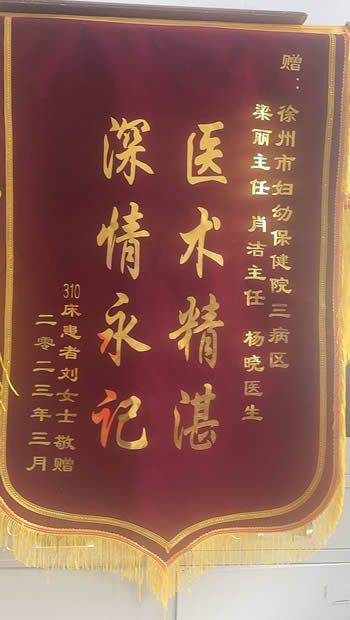 赠：
徐州市妇幼保健院三病区
梁丽主任 肖洁主任 杨晓医生
医术精湛
深情永记
310床患者刘女士敬赠
二零二三年三月